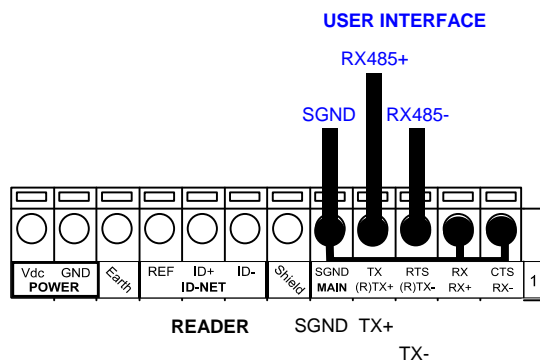 USER INTERFACE
RX485+
SGND RX485-
Vdc GND Earth REF ID+ ID- Shield SGND TX RTS RX CTS
POWER ID-NET MAIN (R)TX+ (R)TX- RX+ RX- 1
READER SGND TX+
TX-